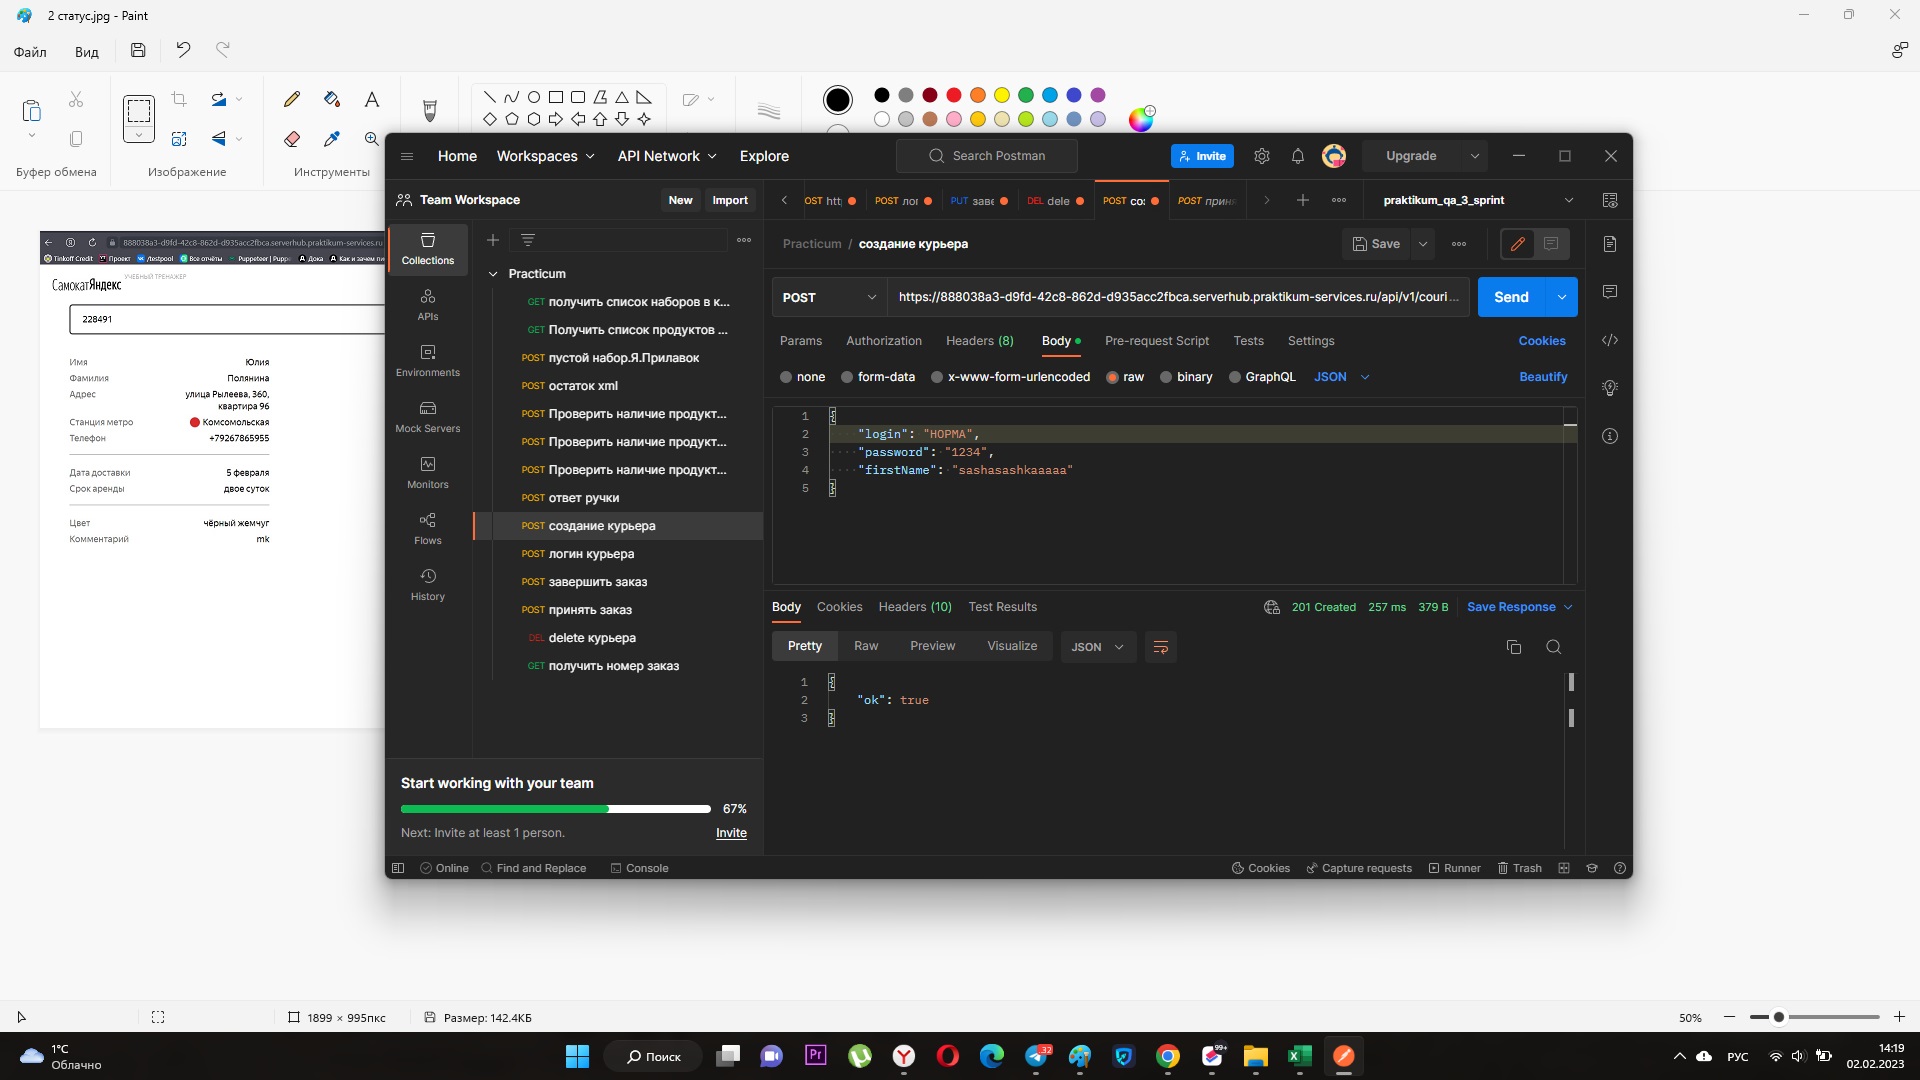 2 статус.jpg - Paint
Файл
Вид
Буфер обмена
Изображение
Инструменты
Home
Workspaces
API Network
Explore
Search Postman
Invite
Upgrade
Team Workspace
New
Import
POST лог
PUT заве
DEL dele
POST соз
POST приня
praktikum_qa_3_sprint
Practicum / создание курьера
Save
Collections
APIs
Environments
Mock Servers
Monitors
Flows
History
Practicum
GET получить список наборов в к...
GET Получить список продуктов ...
POST пустой набор.Я.Прилавок
POST остаток xml
POST Проверить наличие продукт...
POST Проверить наличие продукт...
POST Проверить наличие продукт...
POST ответ ручки
POST создание курьера
POST логин курьера
POST завершить заказ
POST принять заказ
DEL delete курьера
GET получить номер заказ
Start working with your team
67%
Next: Invite at least 1 person.
Invite
POST
https://888038a3-d9fd-42c8-862d-d935acc2fbca.serverhub.praktikum-services.ru/api/v1/couri...
Send
Params
Authorization
Headers (8)
Body
Pre-request Script
Tests
Settings
Cookies
none
form-data
x-www-form-urlencoded
raw
binary
GraphQL
JSON
Beautify
1 {
2 "login": "НОРМА",
3 "password": "1234",
4 "firstName": "sashasashkaaaaa"
5 }
Body
Cookies
Headers (10)
Test Results
201 Created
257 ms
379 B
Save Response
Pretty
Raw
Preview
Visualize
JSON
1 {
2 "ok": true
3 }
Online
Find and Replace
Console
Cookies
Capture requests
Runner
Trash
888038a3-d9fd-42c8-862d-d935acc2fbca.serverhub.praktikum-services.ru
Tinkoff Credit
Проект
/testpool
Все отчёты
Puppeteer | Pupp
Дока
Как и зачем пи
СамокатЯндекс
УЧЕБНЫЙ ТРЕНАЖЕР
228491
Имя Юлия
Фамилия Полянина
Адрес улица Рылеева, 360,
квартира 96
Станция метро Комсомольская
Телефон +79267865955
Дата доставки 5 февраля
Срок аренды двое суток
Цвет чёрный жемчуг
Комментарий mk
1899 × 995пкс
Размер: 142.4КБ
50%
1°C
Облачно
Поиск
Pr
32
99+
РУС
14:19
02.02.2023